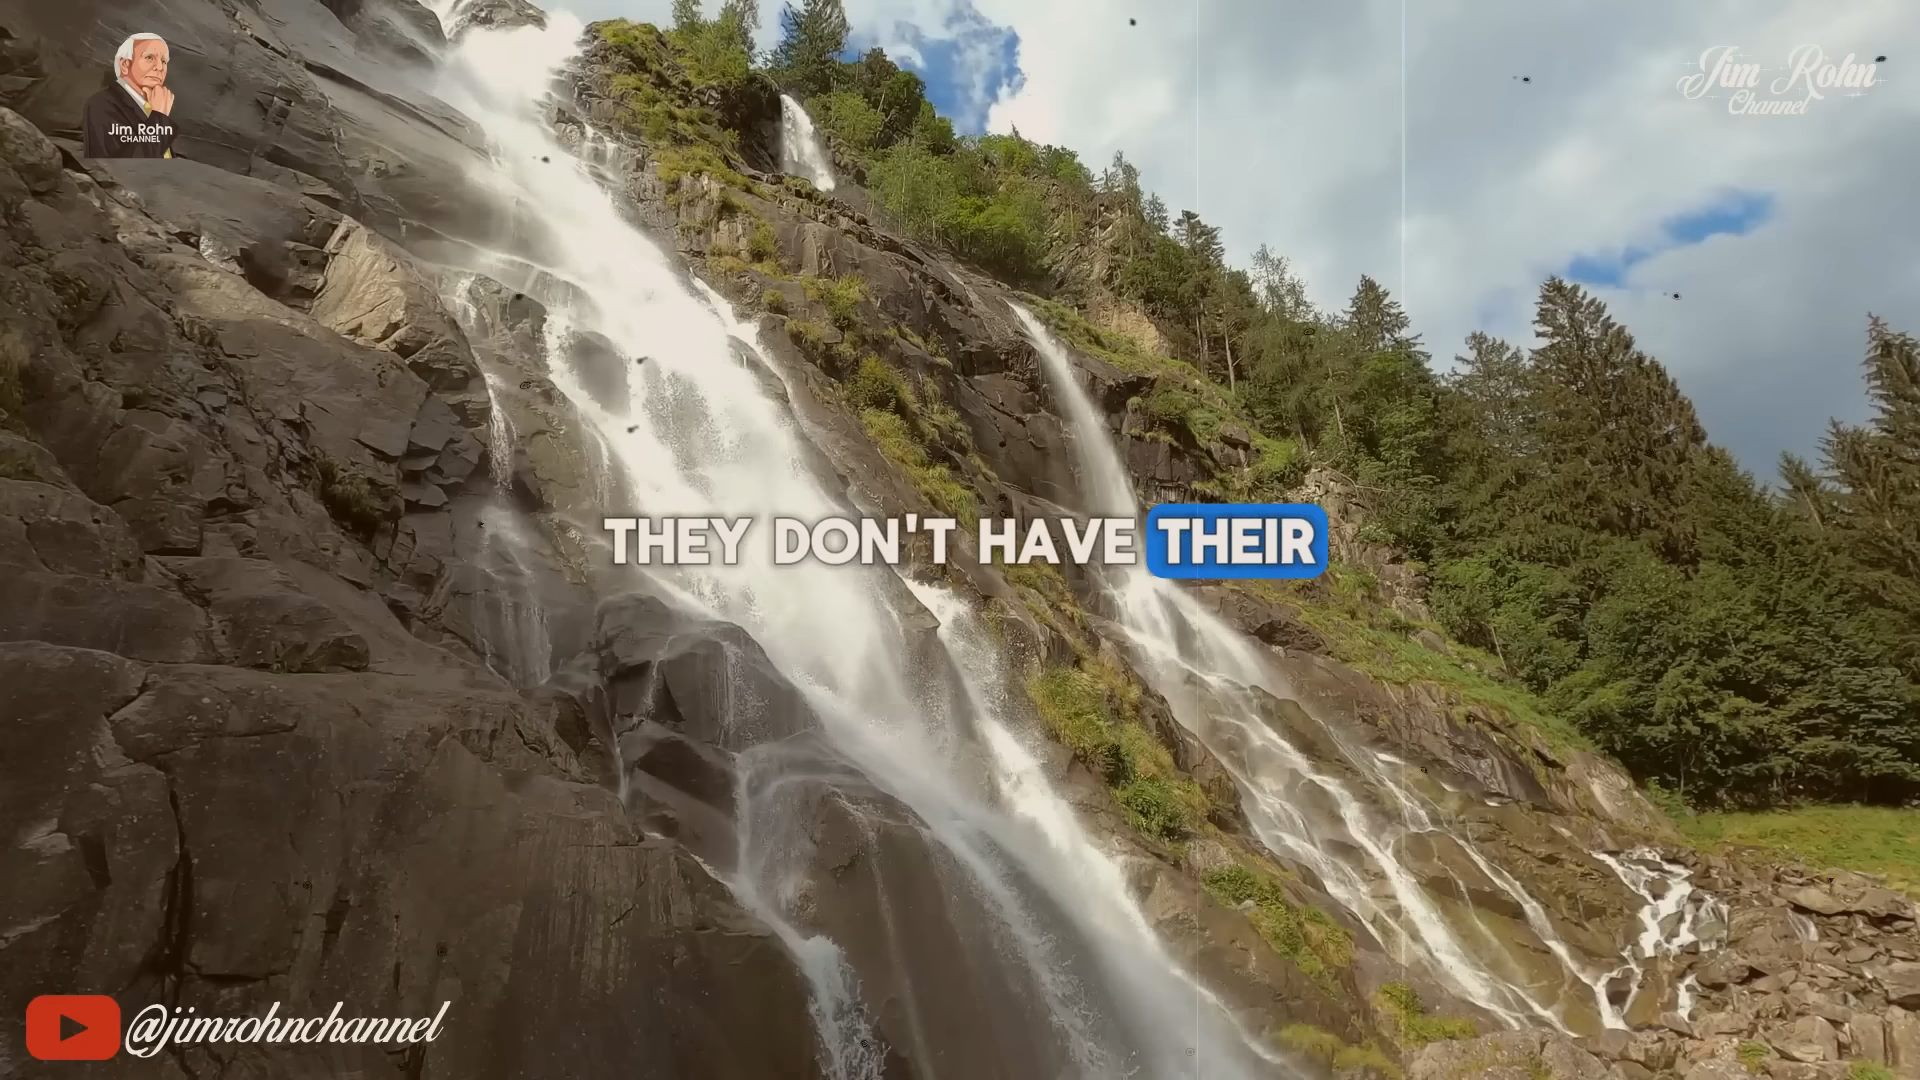 Jim Rohn
CHANNEL
Jim Rohn
Channel
THEY DON'T HAVE THEIR
@jimrohnchannel